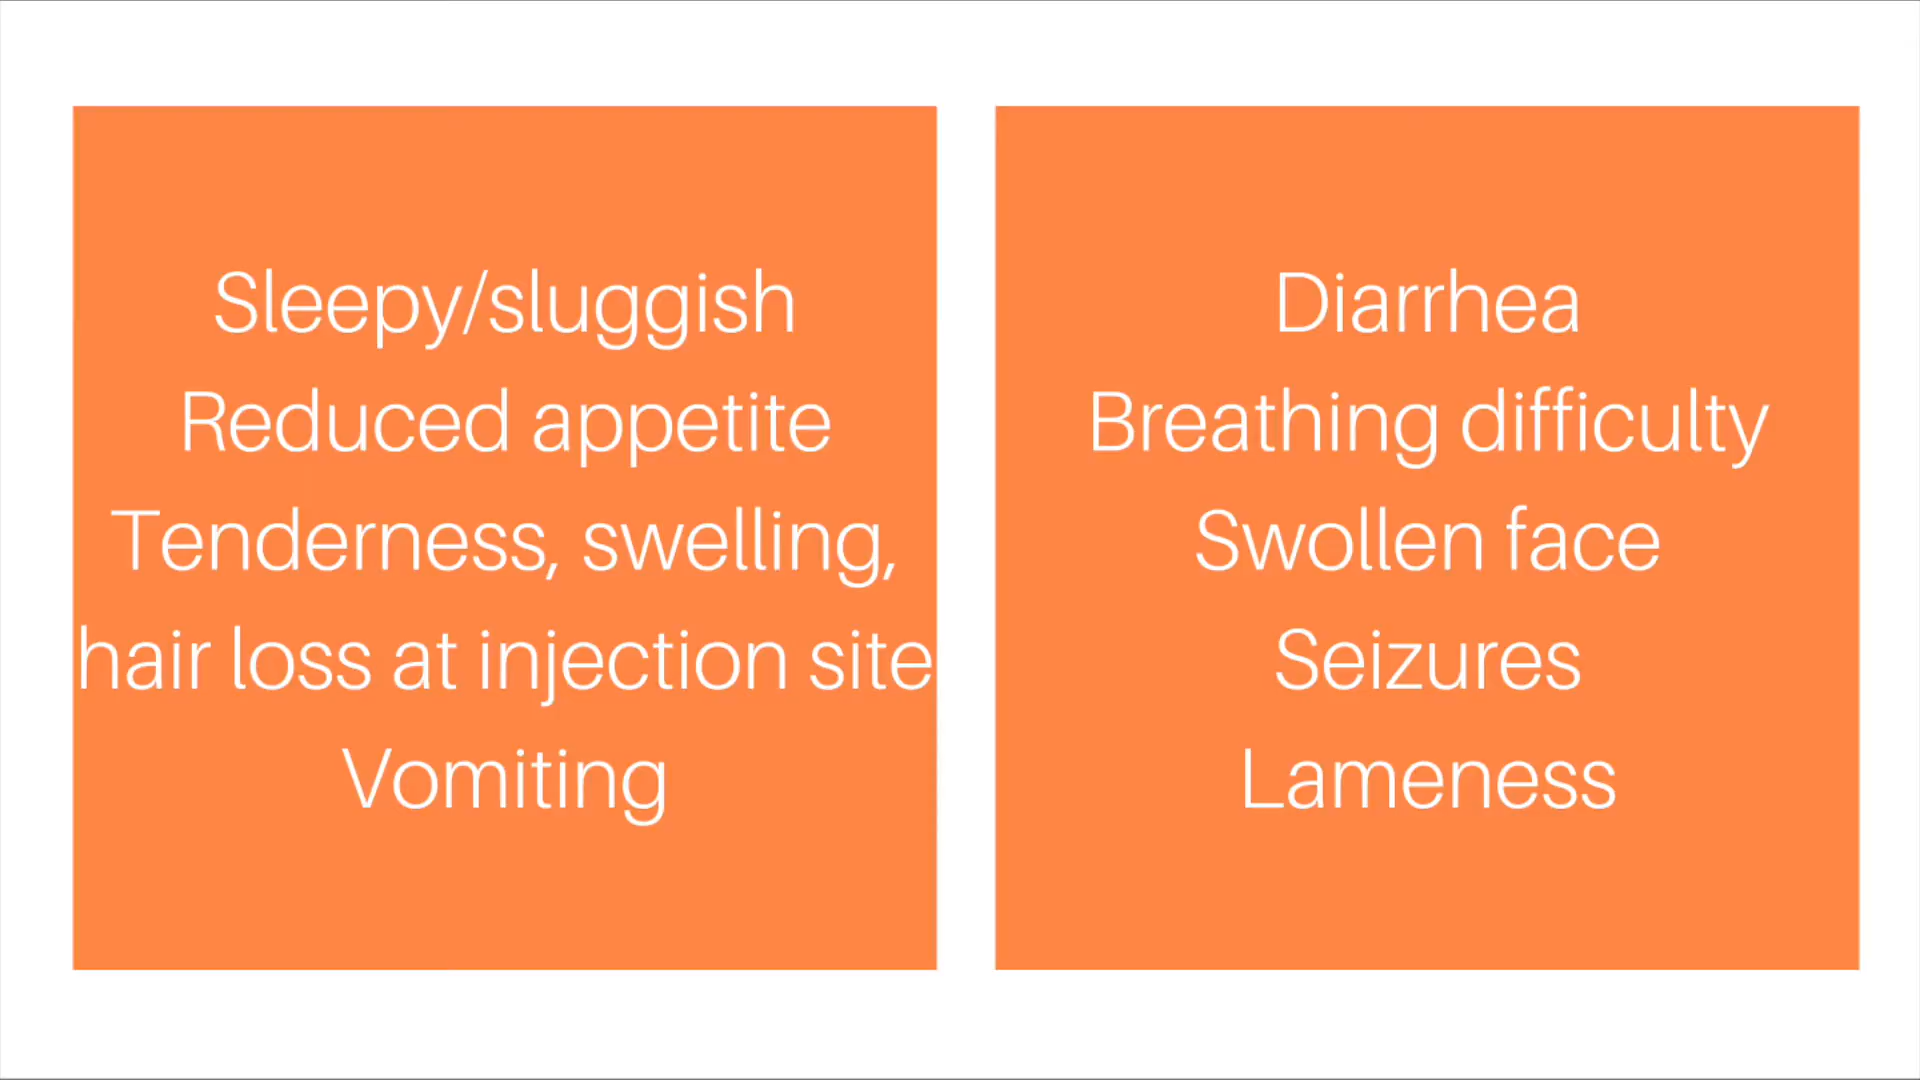 Sleepy/sluggish
Reduced appetite
Tenderness, swelling,
hair loss at injection site
Vomiting
Diarrhea
Breathing difficulty
Swollen face
Seizures
Lameness